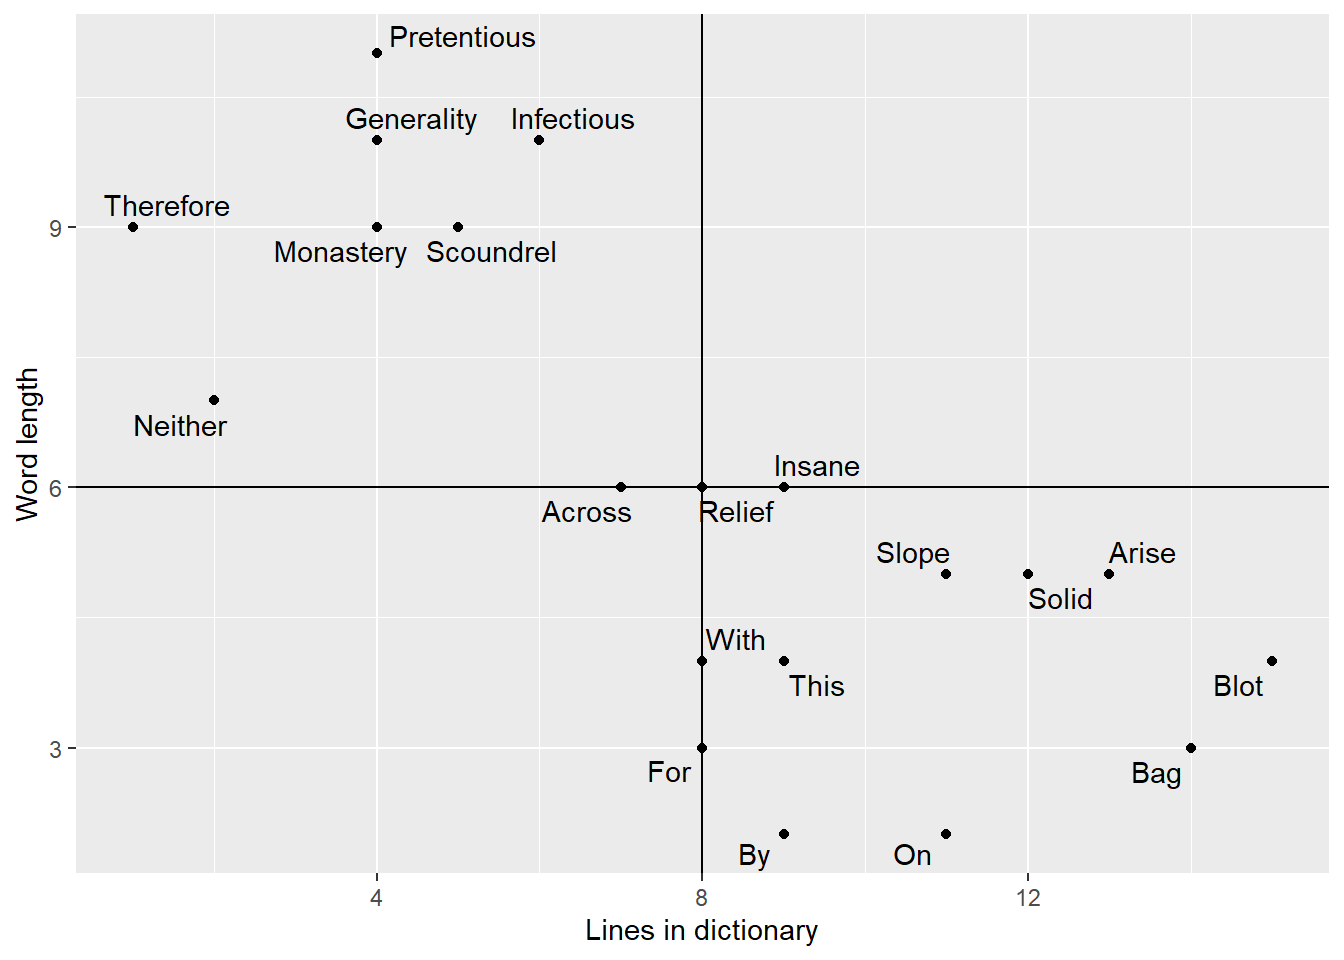 Pretentious
Generality Infectious
Therefore
9
Monastery Scoundrel
Neither
Word length
Insane
6
Across Relief
Slope Arise
Solid
With
This Blot
3
For Bag
By On
4 8 12
Lines in dictionary